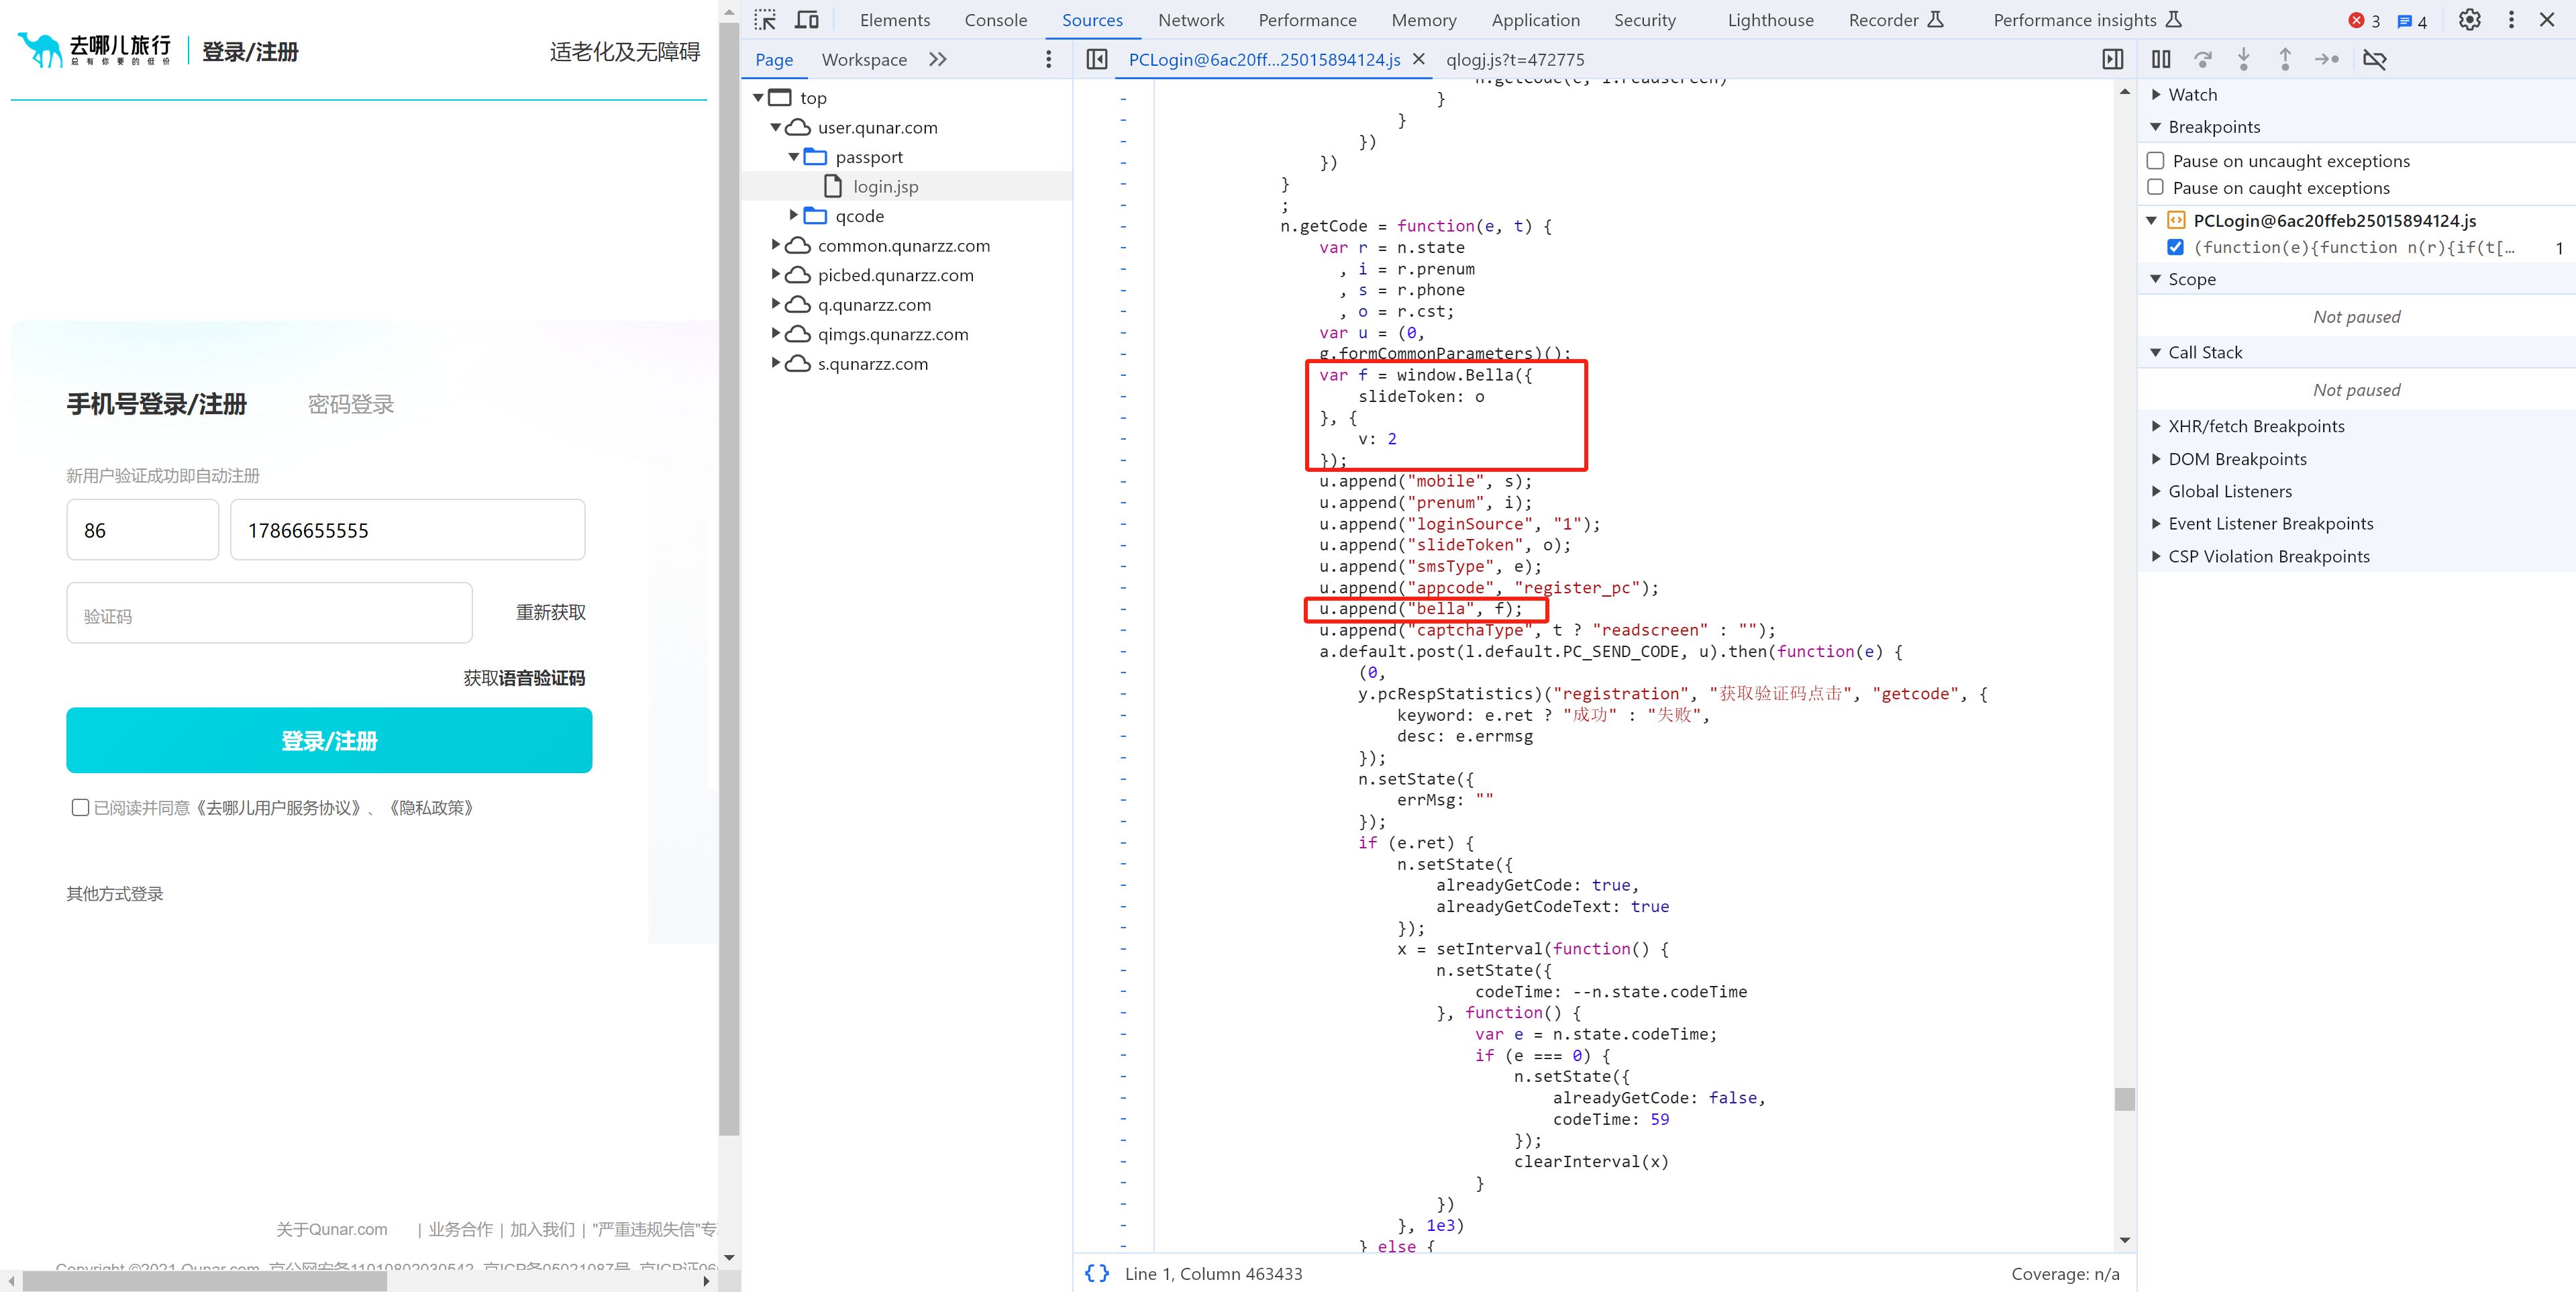 去哪儿旅行
总有你要的低价
登录/注册
适老化及无障碍
手机号登录/注册
密码登录
新用户验证成功即自动注册
86
17866655555
验证码
重新获取
获取语音验证码
登录/注册
已阅读并同意《去哪儿用户服务协议》、《隐私政策》
其他方式登录
关于Qunar.com | 业务合作 | 加入我们 | "严重违规失信"专
Copyright ©2021 Qunar.com 京公网安备11010802030542 京ICP备05021087号 京ICP证06
Elements Console Sources Network Performance Memory Application Security Lighthouse Recorder Performance insights 3 4
Page Workspace
top
user.qunar.com
passport
login.jsp
qcode
common.qunarzz.com
picbed.qunarzz.com
q.qunarzz.com
qimgs.qunarzz.com
s.qunarzz.com
PCLogin@6ac20ff...25015894124.js
qlogj.js?t=472775
n.getCode(e, i.readscreen)
}
}
})
})
}
;
n.getCode = function(e, t) {
var r = n.state
, i = r.prenum
, s = r.phone
, o = r.cst;
var u = (0,
g.formCommonParameters)();
var f = window.Bella({
slideToken: o
}, {
v: 2
});
u.append("mobile", s);
u.append("prenum", i);
u.append("loginSource", "1");
u.append("slideToken", o);
u.append("smsType", e);
u.append("appcode", "register_pc");
u.append("bella", f);
u.append("captchaType", t ? "readscreen" : "");
a.default.post(l.default.PC_SEND_CODE, u).then(function(e) {
(0,
y.pcRespStatistics)("registration", "获取验证码点击", "getcode", {
keyword: e.ret ? "成功" : "失败",
desc: e.errmsg
});
n.setState({
errMsg: ""
});
if (e.ret) {
n.setState({
alreadyGetCode: true,
alreadyGetCodeText: true
});
x = setInterval(function() {
n.setState({
codeTime: --n.state.codeTime
}, function() {
var e = n.state.codeTime;
if (e === 0) {
n.setState({
alreadyGetCode: false,
codeTime: 59
});
clearInterval(x)
}
})
}, 1e3)
} else {
{ } Line 1, Column 463433
Coverage: n/a
Watch
Breakpoints
Pause on uncaught exceptions
Pause on caught exceptions
PCLogin@6ac20ffeb25015894124.js
(function(e){function n(r){if(t[… 1
Scope
Not paused
Call Stack
Not paused
XHR/fetch Breakpoints
DOM Breakpoints
Global Listeners
Event Listener Breakpoints
CSP Violation Breakpoints